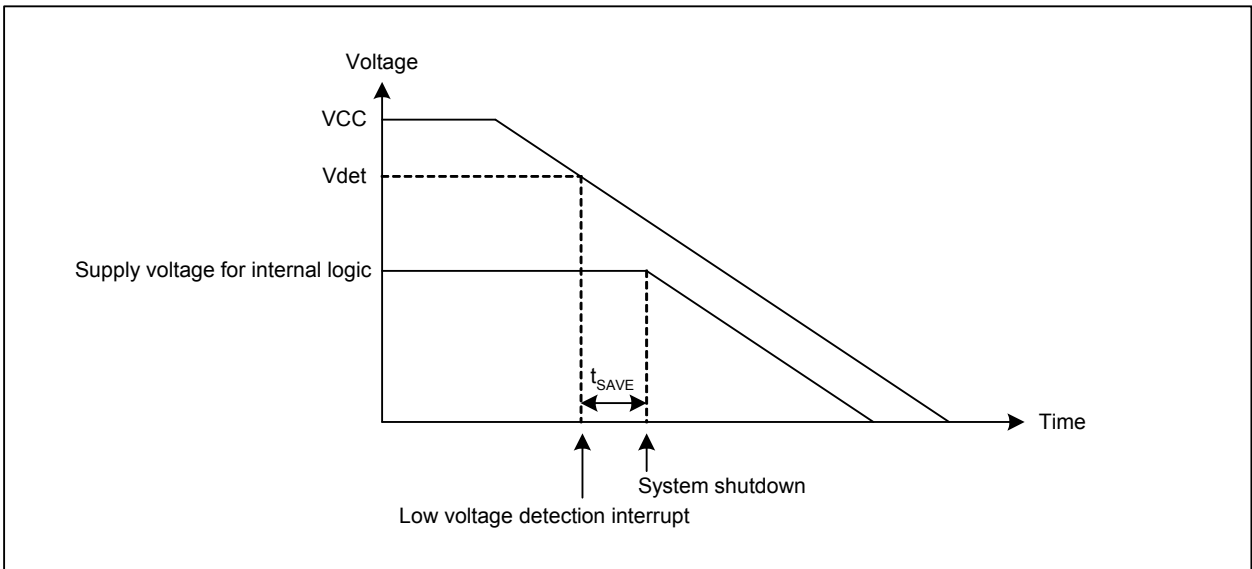 Voltage
VCC
Vdet
Supply voltage for internal logic
tSAVE
Time
System shutdown
Low voltage detection interrupt